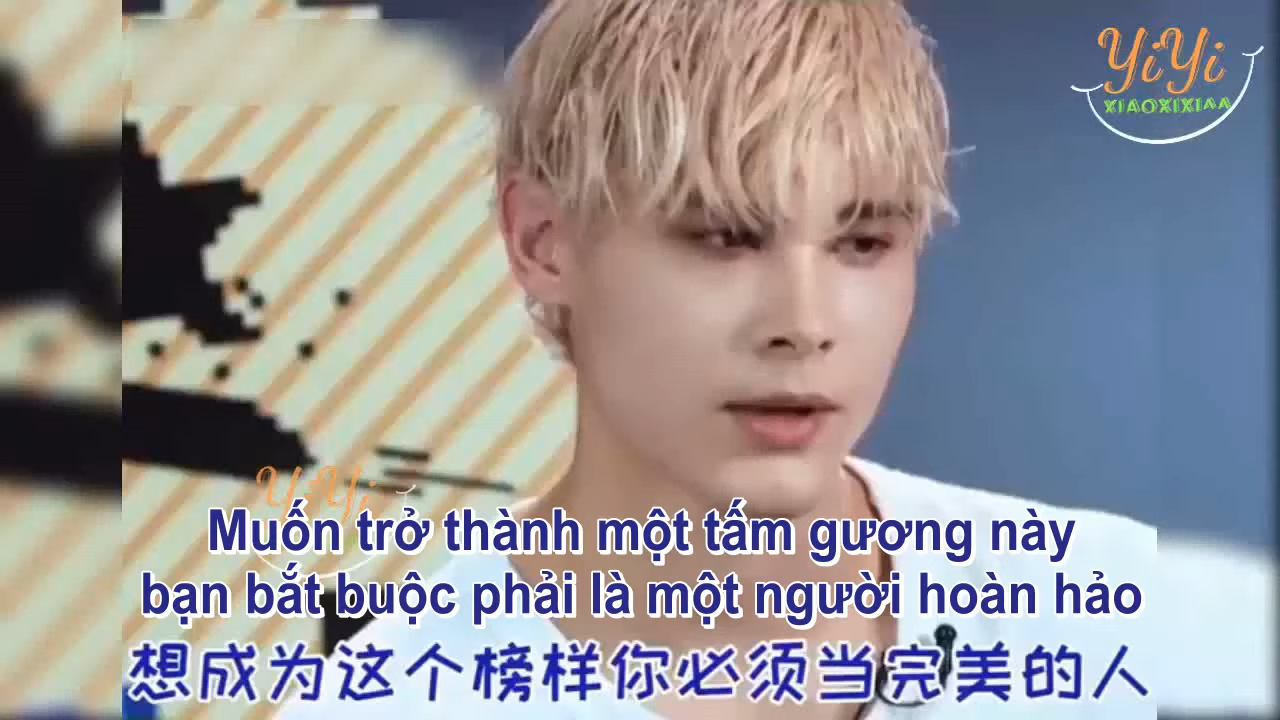 YiYi
XIAOXIXIAA
YiYi
Muốn trở thành một tấm gương này
bạn bắt buộc phải là một người hoàn hảo
想成为这个榜样你必须当完美的人